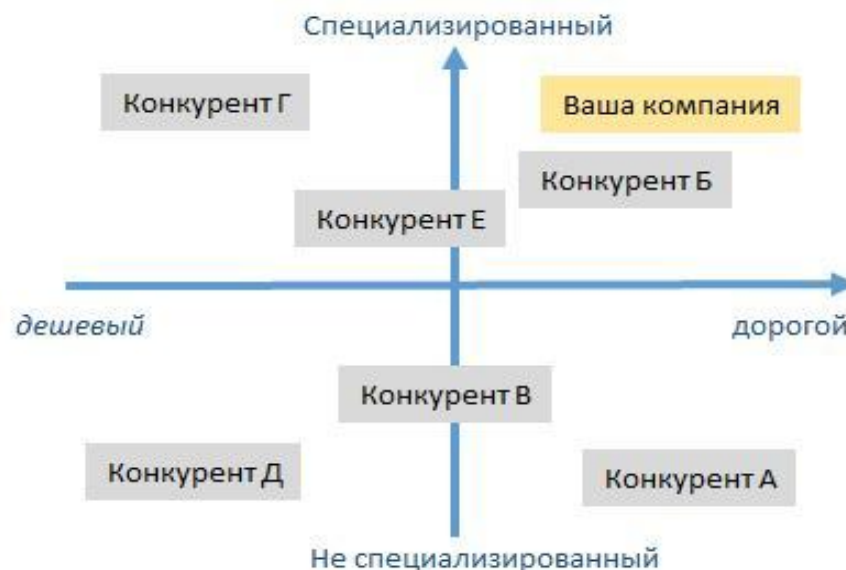 Специализированный
Конкурент Г
Ваша компания
Конкурент Б
Конкурент Е
дешевый
дорогой
Конкурент В
Конкурент Д
Конкурент А
Не специализированный